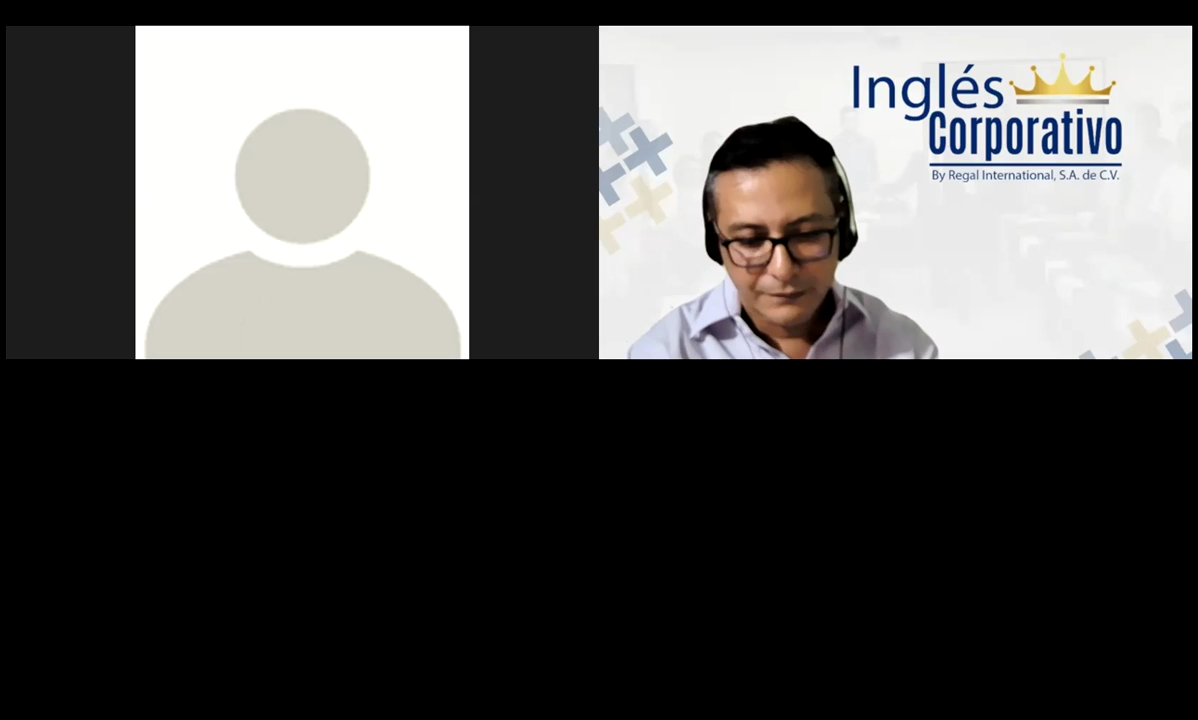 Inglés
Corporativo
By Regal International, S.A. de C.V.